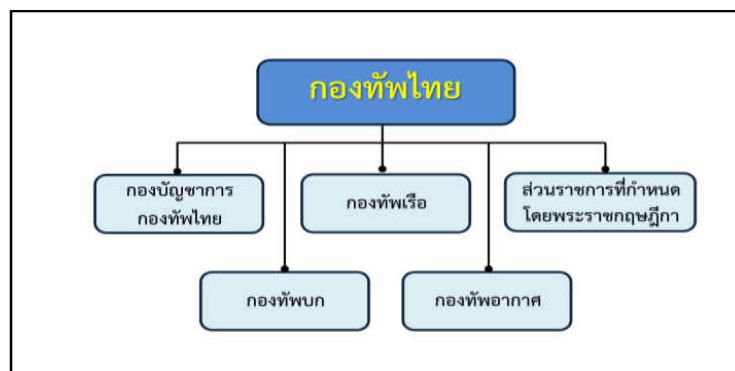 กองทัพไทย
กองบัญชาการ
กองทัพไทย
กองทัพเรือ
ส่วนราชการที่กำหนด
โดยพระราชกฤษฎีกา
กองทัพบก
กองทัพอากาศ